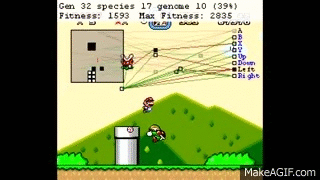 Gen 32 species 17 genome 10 (39%)
Fitness: 1593 Max Fitness: 2835
A
B
X
Y
Up
Down
Left
Right
MakeAGIF.com